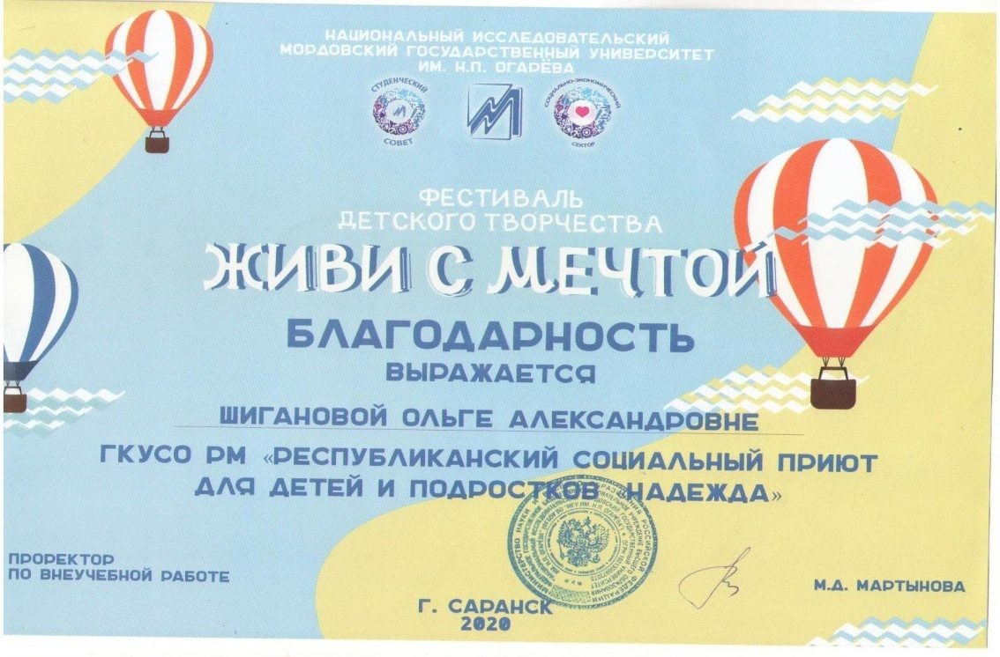 НАЦИОНАЛЬНЫЙ ИССЛЕДОВАТЕЛЬСКИЙ
МОРДОВСКИЙ ГОСУДАРСТВЕННЫЙ УНИВЕРСИТЕТ
ИМ. Н.П. ОГАРЁВА
СТУДЕНЧЕСКИЙ
СОВЕТ
СОЦИАЛЬНО-ЭКОНОМИЧЕСКИЙ
СЕКТОР
ФЕСТИВАЛЬ
ДЕТСКОГО ТВОРЧЕСТВА
ЖИВИ С МЕЧТОЙ
БЛАГОДАРНОСТЬ
ВЫРАЖАЕТСЯ
ШИГАНОВОЙ ОЛЬГЕ АЛЕКСАНДРОВНЕ
ГКУСО РМ «РЕСПУБЛИКАНСКИЙ СОЦИАЛЬНЫЙ ПРИЮТ
ДЛЯ ДЕТЕЙ И ПОДРОСТКОВ «НАДЕЖДА»
ПРОРЕКТОР
ПО ВНЕУЧЕБНОЙ РАБОТЕ
М.Д. МАРТЫНОВА
Г. САРАНСК
2020